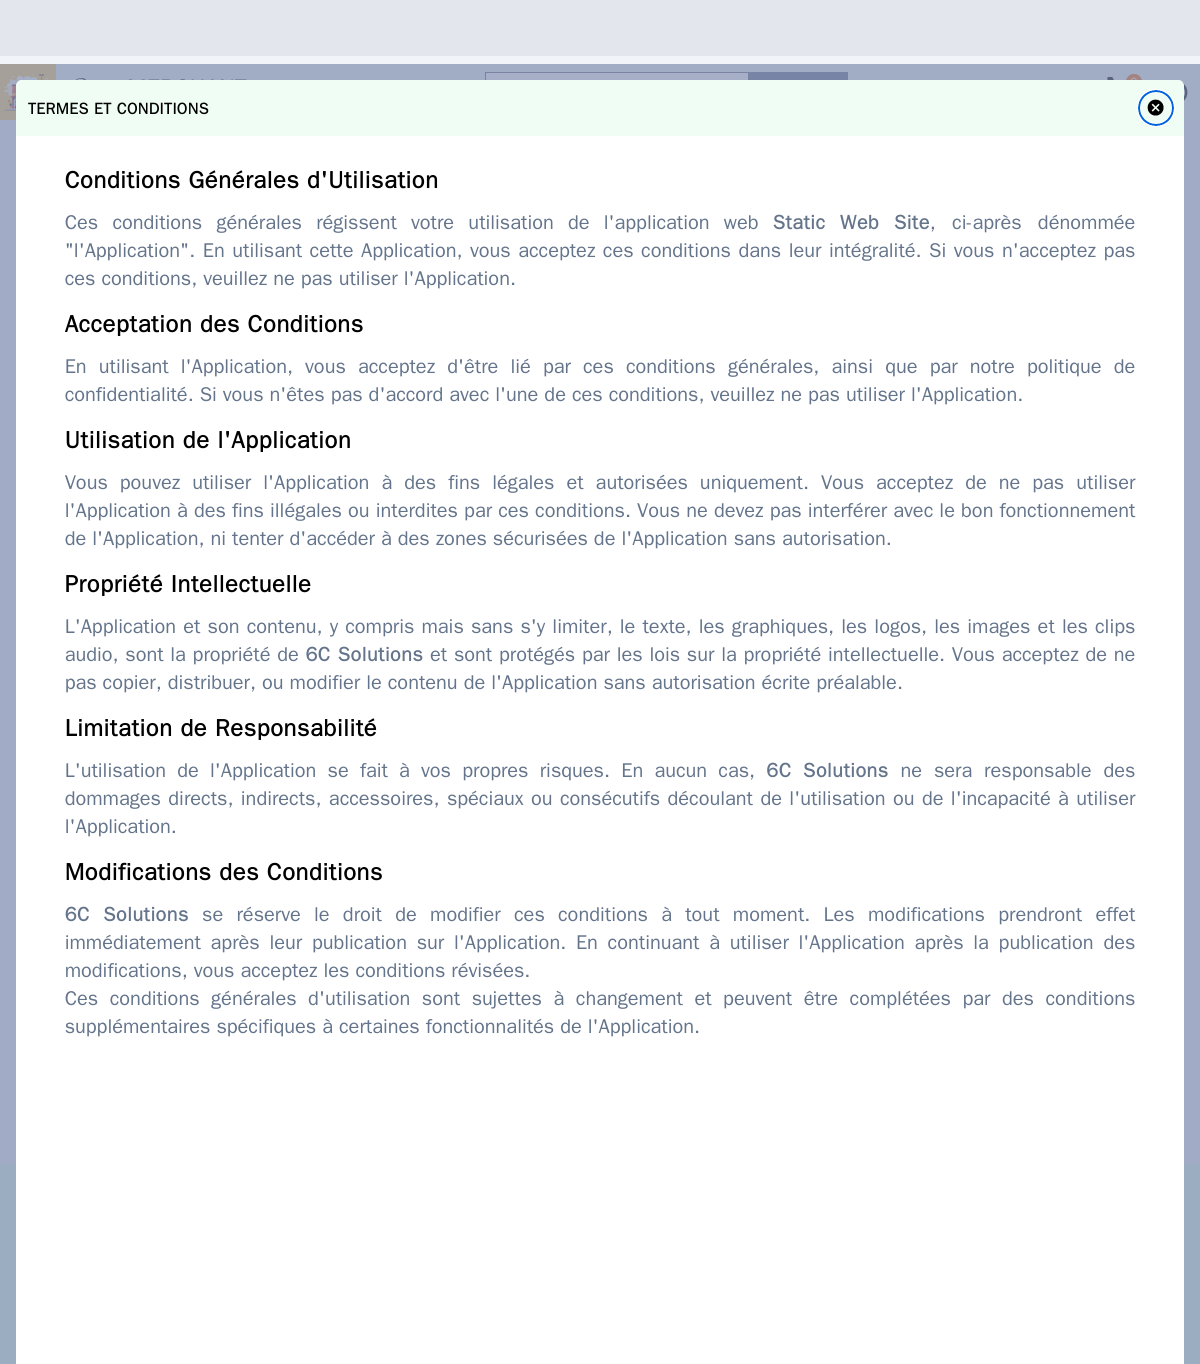 TERMES ET CONDITIONS
Conditions Générales d'Utilisation
Ces conditions générales régissent votre utilisation de l'application web Static Web Site, ci-après dénommée
"l'Application". En utilisant cette Application, vous acceptez ces conditions dans leur intégralité. Si vous n'acceptez pas
ces conditions, veuillez ne pas utiliser l'Application.
Acceptation des Conditions
En utilisant l'Application, vous acceptez d'être lié par ces conditions générales, ainsi que par notre politique de
confidentialité. Si vous n'êtes pas d'accord avec l'une de ces conditions, veuillez ne pas utiliser l'Application.
Utilisation de l'Application
Vous pouvez utiliser l'Application à des fins légales et autorisées uniquement. Vous acceptez de ne pas utiliser
l'Application à des fins illégales ou interdites par ces conditions. Vous ne devez pas interférer avec le bon fonctionnement
de l'Application, ni tenter d'accéder à des zones sécurisées de l'Application sans autorisation.
Propriété Intellectuelle
L'Application et son contenu, y compris mais sans s'y limiter, le texte, les graphiques, les logos, les images et les clips
audio, sont la propriété de 6C Solutions et sont protégés par les lois sur la propriété intellectuelle. Vous acceptez de ne
pas copier, distribuer, ou modifier le contenu de l'Application sans autorisation écrite préalable.
Limitation de Responsabilité
L'utilisation de l'Application se fait à vos propres risques. En aucun cas, 6C Solutions ne sera responsable des
dommages directs, indirects, accessoires, spéciaux ou consécutifs découlant de l'utilisation ou de l'incapacité à utiliser
l'Application.
Modifications des Conditions
6C Solutions se réserve le droit de modifier ces conditions à tout moment. Les modifications prendront effet
immédiatement après leur publication sur l'Application. En continuant à utiliser l'Application après la publication des
modifications, vous acceptez les conditions révisées.
Ces conditions générales d'utilisation sont sujettes à changement et peuvent être complétées par des conditions
supplémentaires spécifiques à certaines fonctionnalités de l'Application.